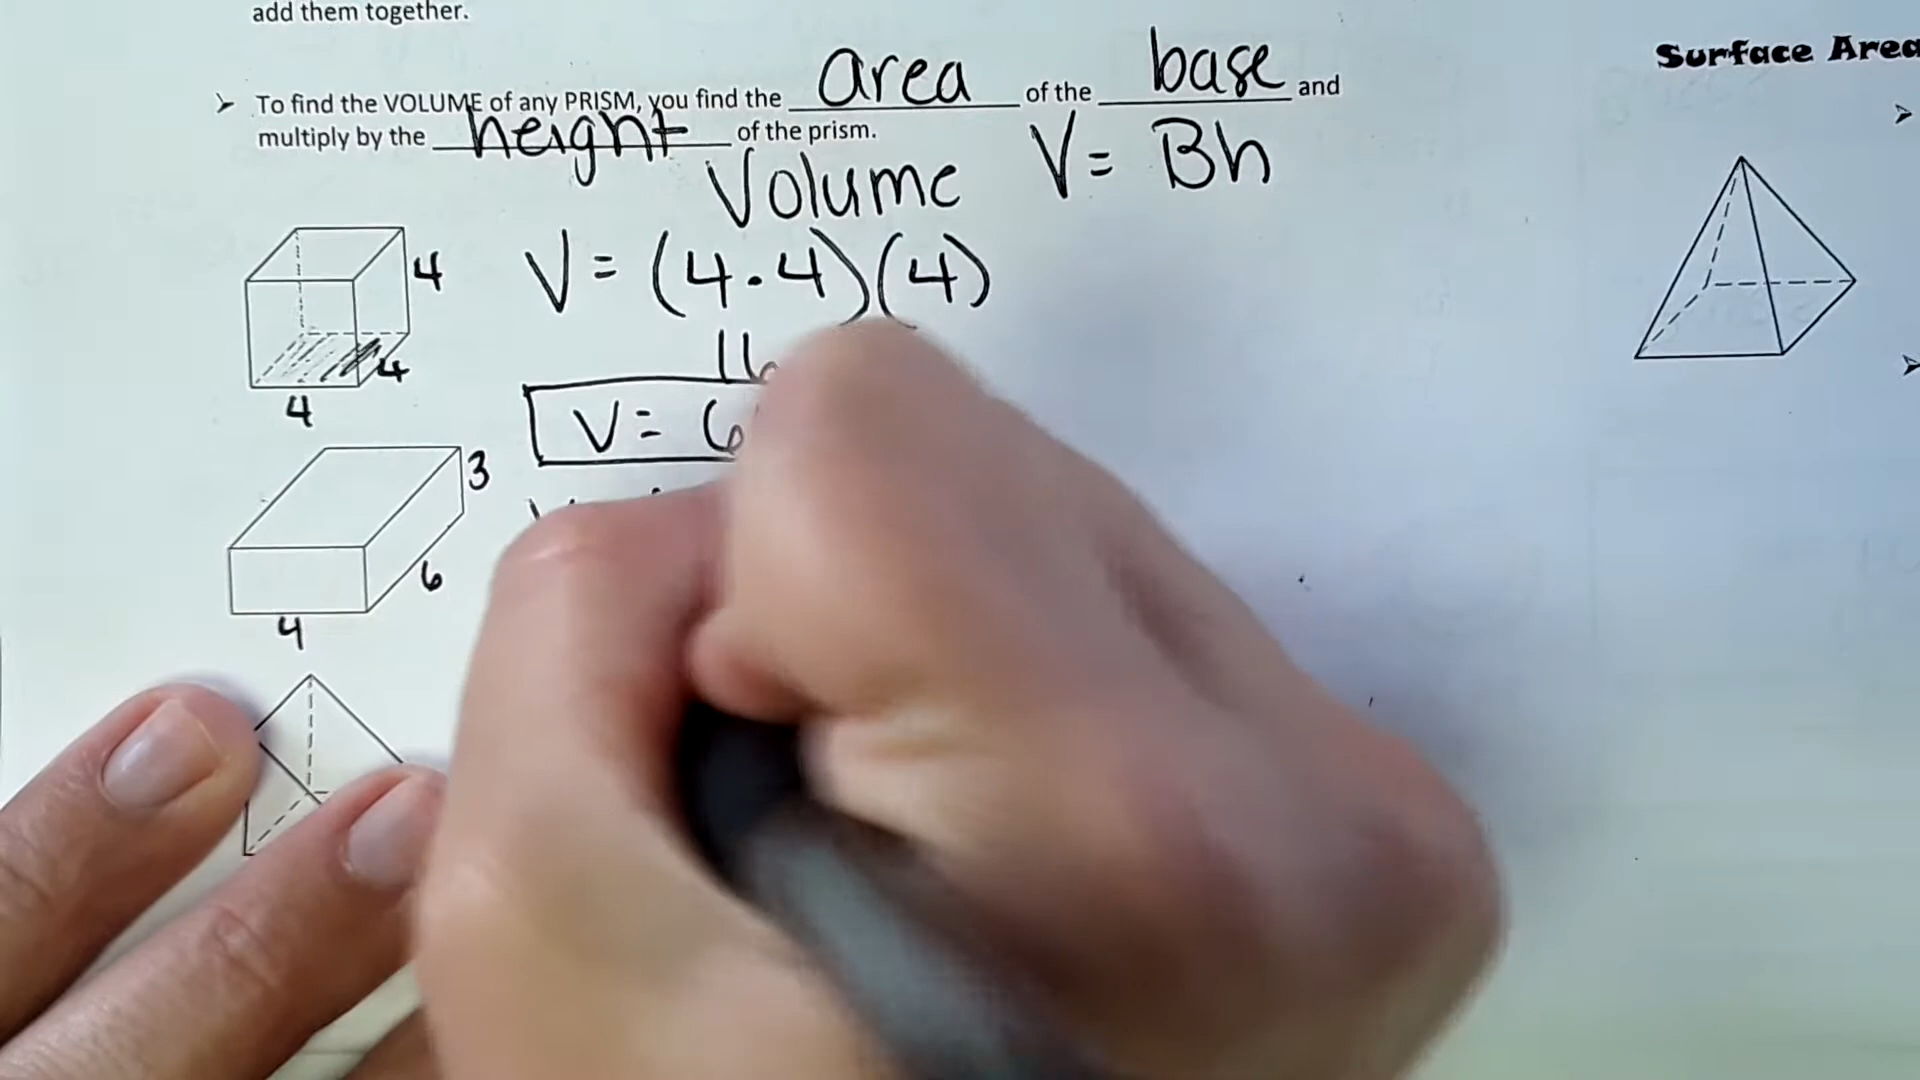 add them together.
➢ To find the VOLUME of any PRISM, you find the area of the base and
multiply by the height of the prism.
V = Bh
Volume
4
V = (4 · 4)(4)
4
16
4
V =
3
6
4
Surface Area